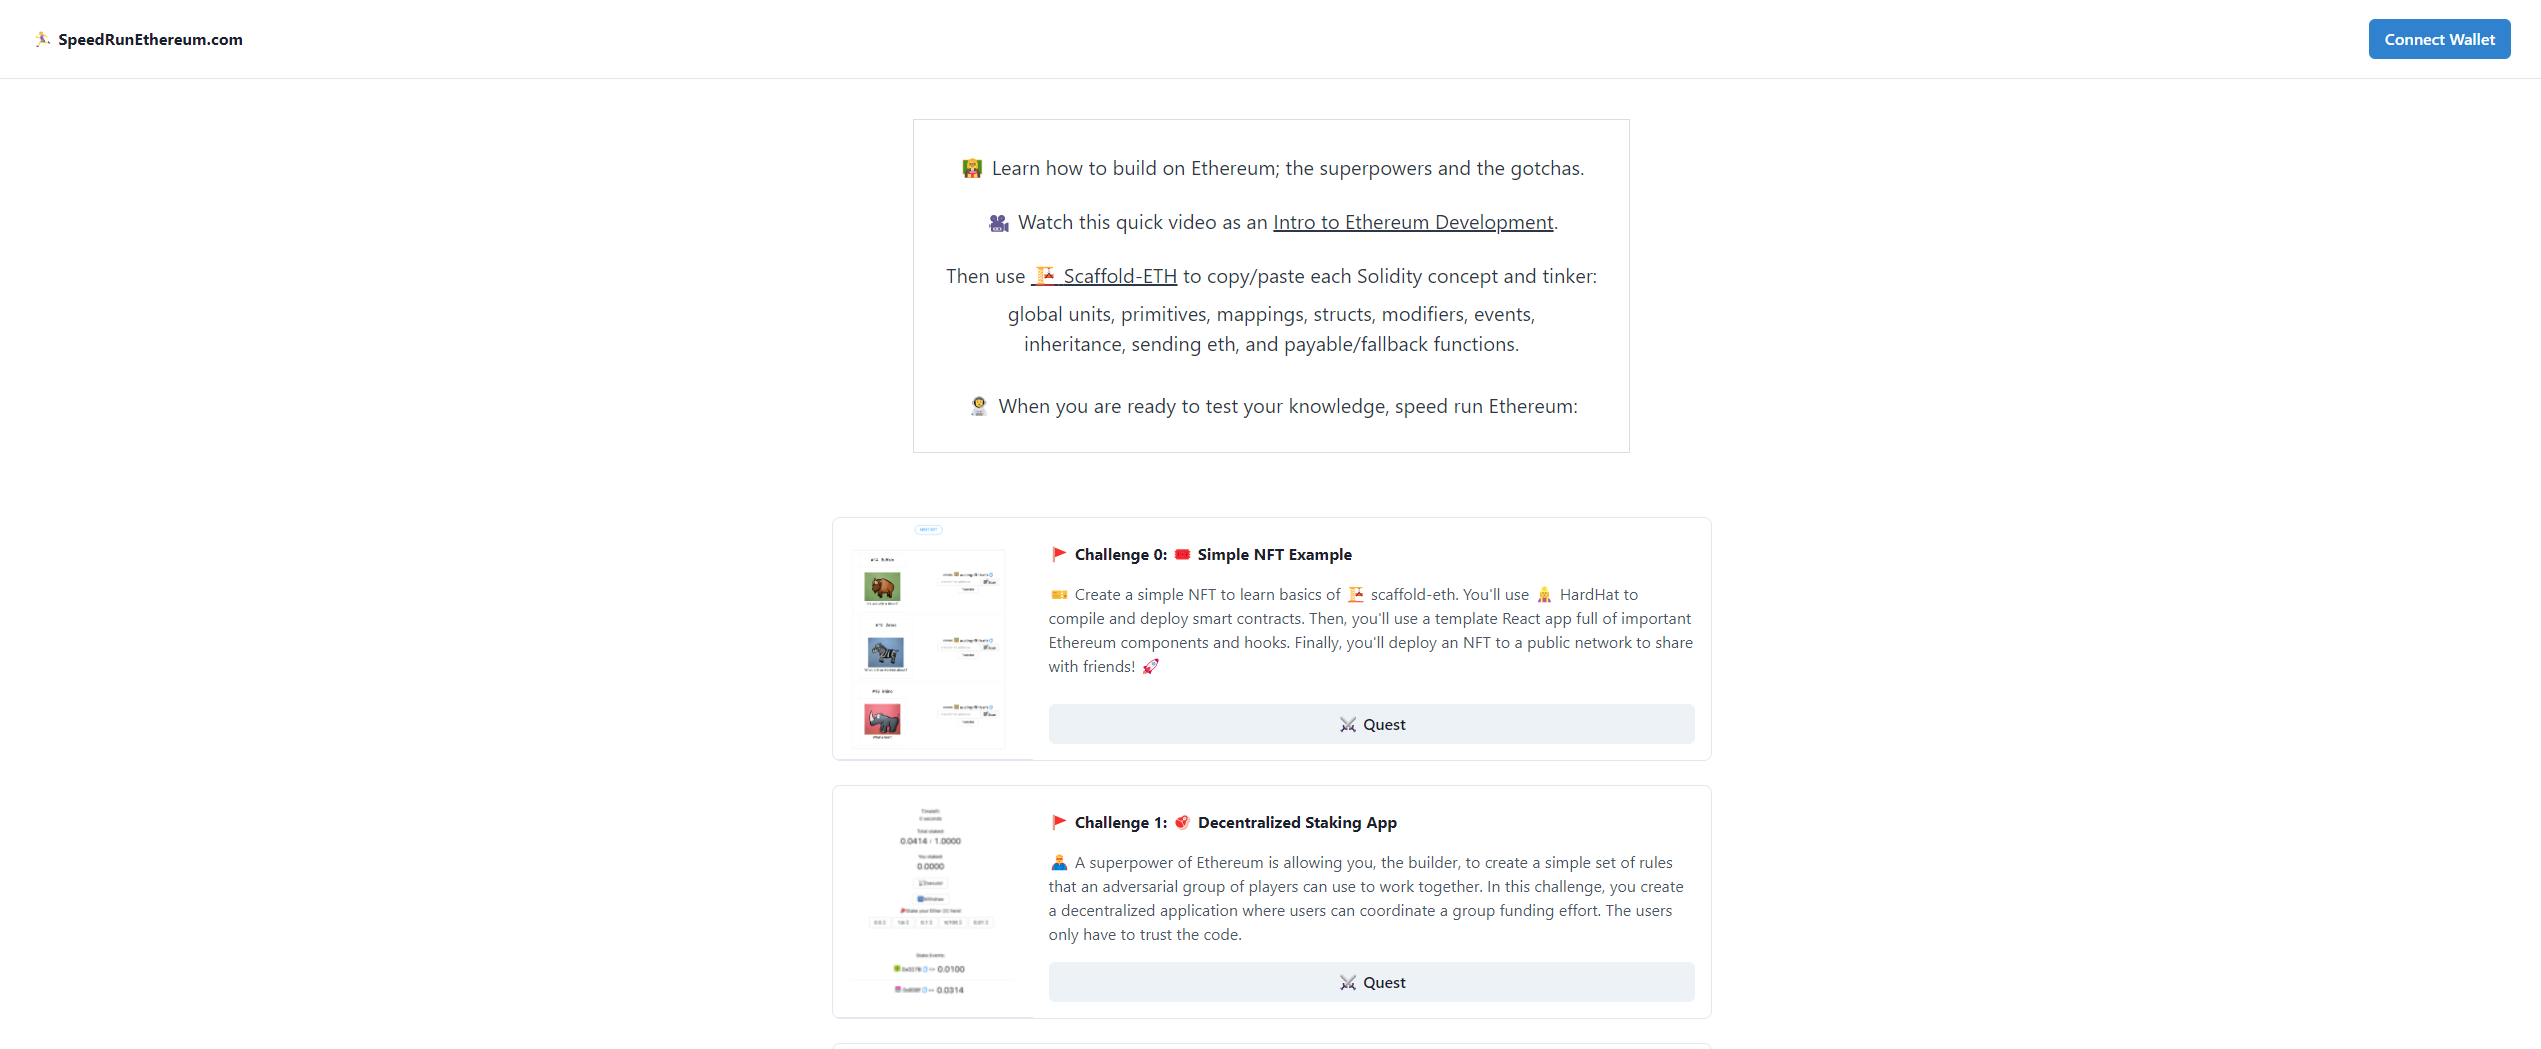 SpeedRunEthereum.com
Connect Wallet
Learn how to build on Ethereum; the superpowers and the gotchas.
Watch this quick video as an Intro to Ethereum Development.
Then use Scaffold-ETH to copy/paste each Solidity concept and tinker:
global units, primitives, mappings, structs, modifiers, events,
inheritance, sending eth, and payable/fallback functions.
When you are ready to test your knowledge, speed run Ethereum:
Challenge 0: Simple NFT Example
Create a simple NFT to learn basics of scaffold-eth. You'll use HardHat to
compile and deploy smart contracts. Then, you'll use a template React app full of important
Ethereum components and hooks. Finally, you'll deploy an NFT to a public network to share
with friends!
Quest
Total staked:
0.0414 / 1.0000
You staked:
0.0000
Stake Events:
0.0100
0.0314
Challenge 1: Decentralized Staking App
A superpower of Ethereum is allowing you, the builder, to create a simple set of rules
that an adversarial group of players can use to work together. In this challenge, you create
a decentralized application where users can coordinate a group funding effort. The users
only have to trust the code.
Quest